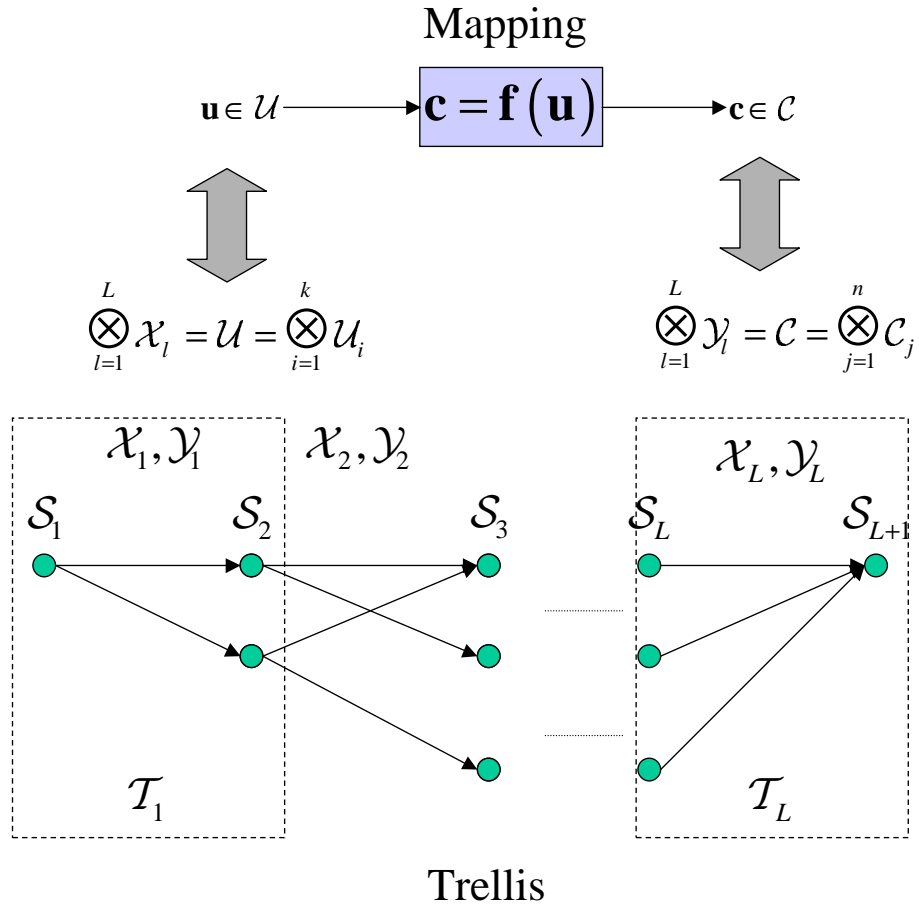 Mapping
𝐮 ∈ 𝒰 𝐜 = 𝐟(𝐮) 𝐜 ∈ 𝒞
⨂_{l=1}^{L} 𝒳_l = 𝒰 = ⨂_{i=1}^{k} 𝒰_i ⨂_{l=1}^{L} 𝒴_l = 𝒞 = ⨂_{j=1}^{n} 𝒞_j
𝒳_1, 𝒴_1 𝒳_2, 𝒴_2 𝒳_L, 𝒴_L
𝒮_1 𝒮_2 𝒮_3 𝒮_L 𝒮_{L+1}
𝒯_1 𝒯_L
Trellis